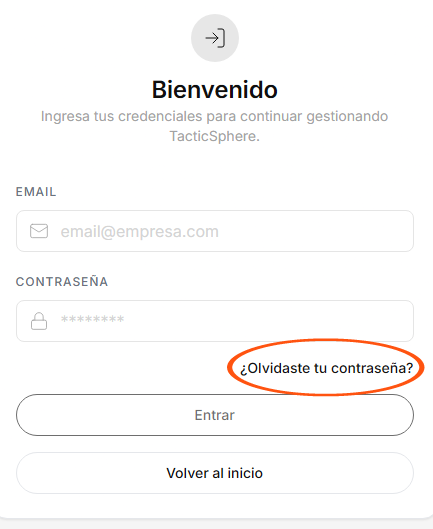 Bienvenido
Ingresa tus credenciales para continuar gestionando
TacticSphere.
EMAIL
email@empresa.com
CONTRASEÑA
********
¿Olvidaste tu contraseña?
Entrar
Volver al inicio